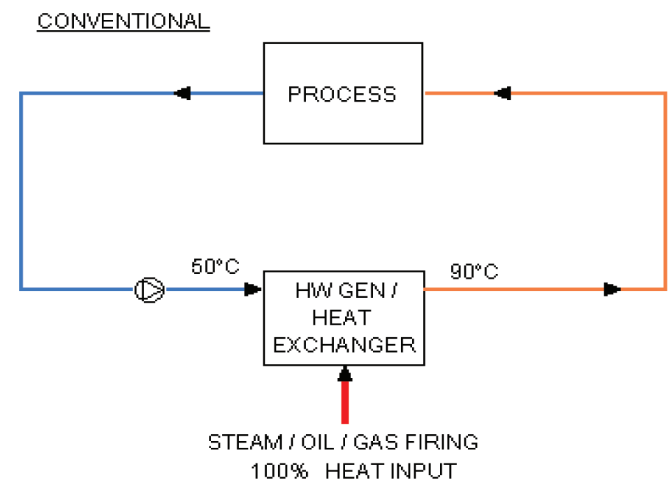 CONVENTIONAL
PROCESS
50°C
90°C
HW GEN /
HEAT
EXCHANGER
STEAM / OIL / GAS FIRING
100% HEAT INPUT